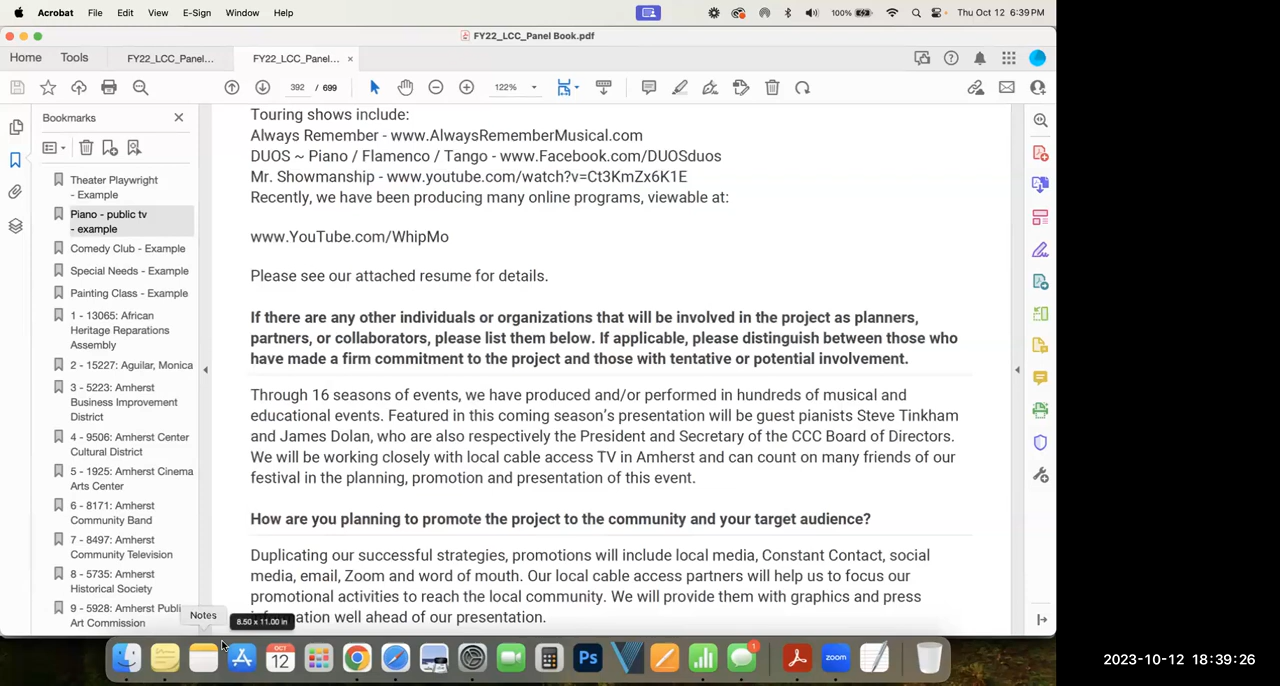 Acrobat File Edit View E-Sign Window Help 100% Thu Oct 12 6:39 PM
FY22_LCC_Panel Book.pdf
Home Tools FY22_LCC_Panel... FY22_LCC_Panel... ×
392 / 699 122%
Bookmarks
Theater Playwright
- Example
Piano - public tv
- example
Comedy Club - Example
Special Needs - Example
Painting Class - Example
1 - 13065: African
Heritage Reparations
Assembly
2 - 15227: Aguilar, Monica
3 - 5223: Amherst
Business Improvement
District
4 - 9506: Amherst Center
Cultural District
5 - 1925: Amherst Cinema
Arts Center
6 - 8171: Amherst
Community Band
7 - 8497: Amherst
Community Television
8 - 5735: Amherst
Historical Society
9 - 5928: Amherst Publi
Art Commission
Touring shows include:
Always Remember - www.AlwaysRememberMusical.com
DUOS ~ Piano / Flamenco / Tango - www.Facebook.com/DUOSduos
Mr. Showmanship - www.youtube.com/watch?v=Ct3KmZx6K1E
Recently, we have been producing many online programs, viewable at:
www.YouTube.com/WhipMo
Please see our attached resume for details.
If there are any other individuals or organizations that will be involved in the project as planners,
partners, or collaborators, please list them below. If applicable, please distinguish between those who
have made a firm commitment to the project and those with tentative or potential involvement.
Through 16 seasons of events, we have produced and/or performed in hundreds of musical and
educational events. Featured in this coming season's presentation will be guest pianists Steve Tinkham
and James Dolan, who are also respectively the President and Secretary of the CCC Board of Directors.
We will be working closely with local cable access TV in Amherst and can count on many friends of our
festival in the planning, promotion and presentation of this event.
How are you planning to promote the project to the community and your target audience?
Duplicating our successful strategies, promotions will include local media, Constant Contact, social
media, email, Zoom and word of mouth. Our local cable access partners will help us to focus our
promotional activities to reach the local community. We will provide them with graphics and press
information well ahead of our presentation.
Notes
8.50 x 11.00 in
OCT
12
Ps
1
zoom
2023-10-12 18:39:26